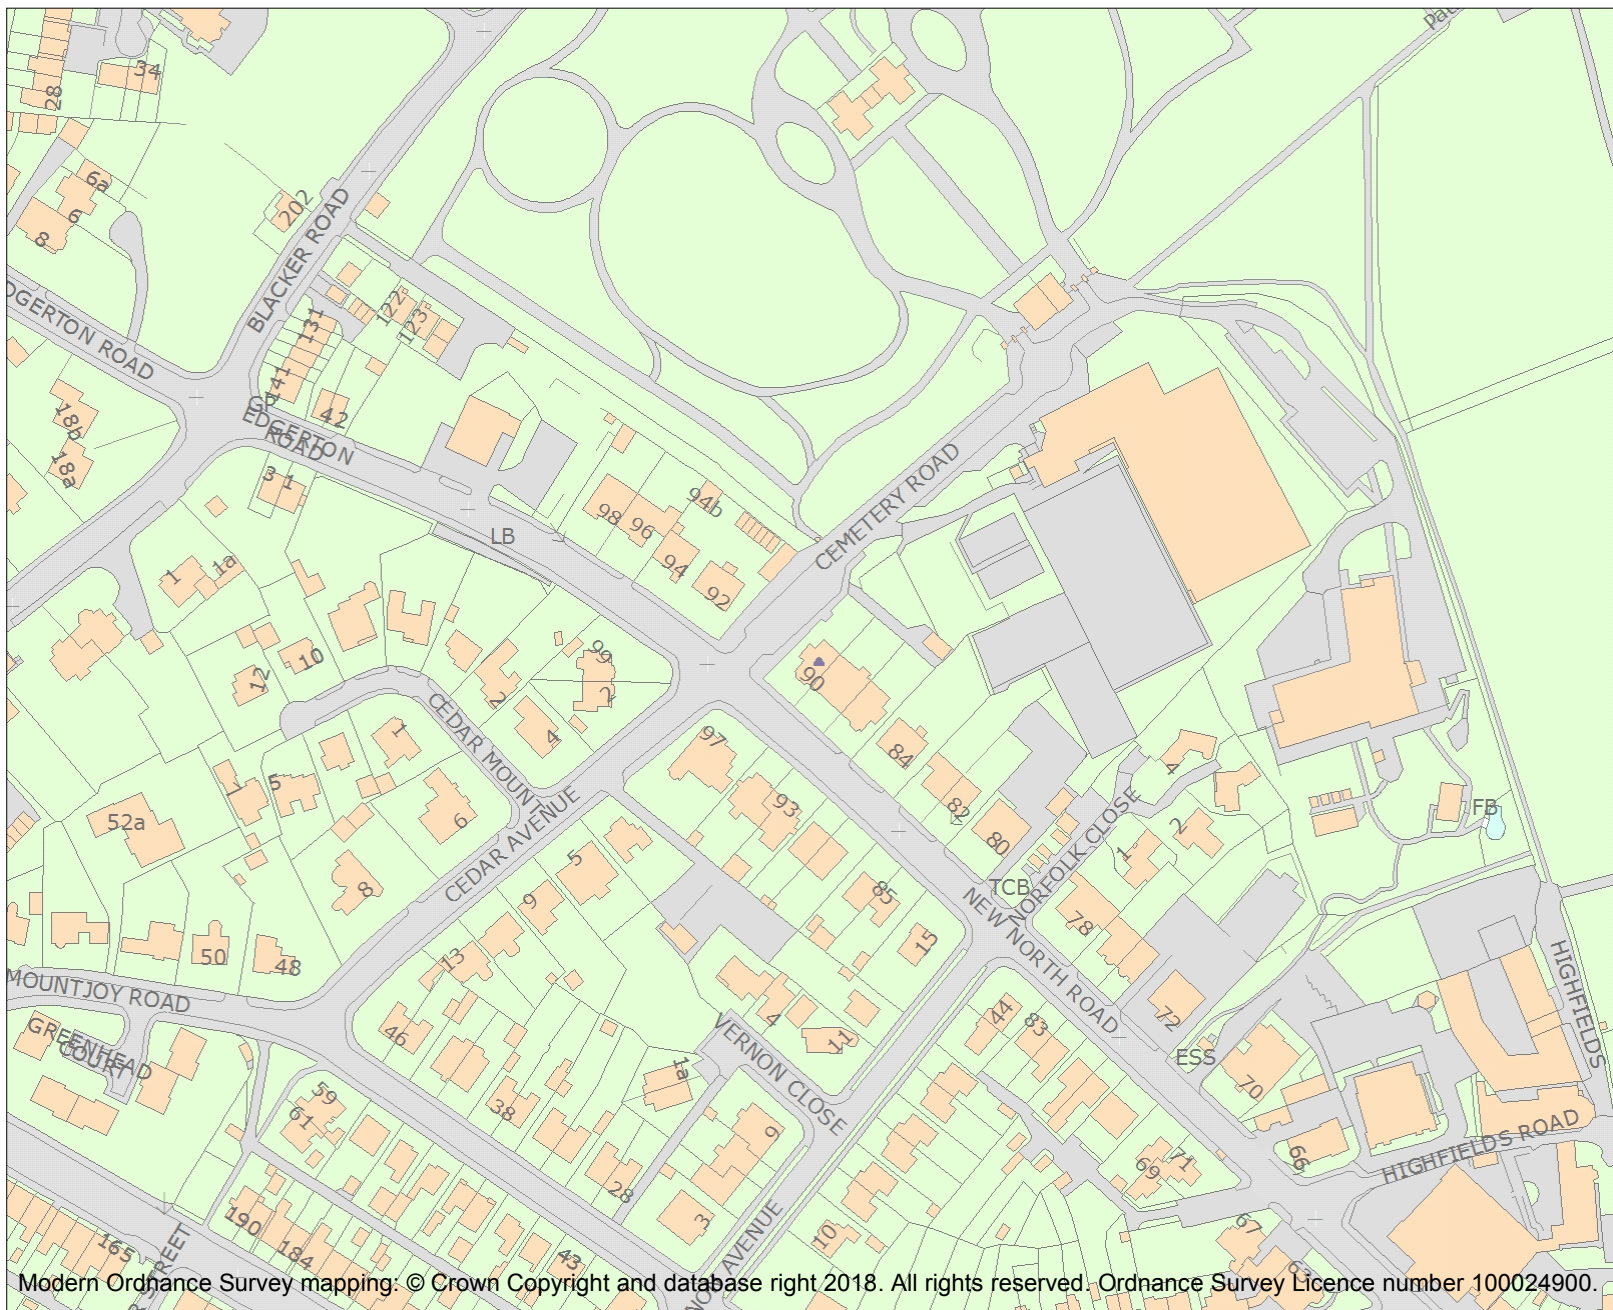 Pat
34
28
6a
6
8
202
BLACKER ROAD
DGERTON ROAD
122
123
131
141
GP
42
EDGERTON
ROAD
18b
18a
3 1
CEMETERY ROAD
98
96
94b
94
92
LB
1
1a
99
2
2
4
10
12
90
CEDAR MOUNT
1
5
7
97
84
4
52a
6
93
82
80
FB
CEDAR AVENUE
NORFOLK CLOSE
2
1
5
8
9
85
TCB
NEW NORTH ROAD
78
15
13
50
48
HIGHFIELDS
MOUNTJOY ROAD
GREENHEAD
COURT
46
4
11
44
83
72
ESS
VERNON CLOSE
1a
59
61
38
70
9
66
HIGHFIELDS ROAD
69
71
28
3
10
190
184
165
43
67
63
STREET
AVENUE
Modern Ordnance Survey mapping: © Crown Copyright and database right 2018. All rights reserved. Ordnance Survey Licence number 100024900.